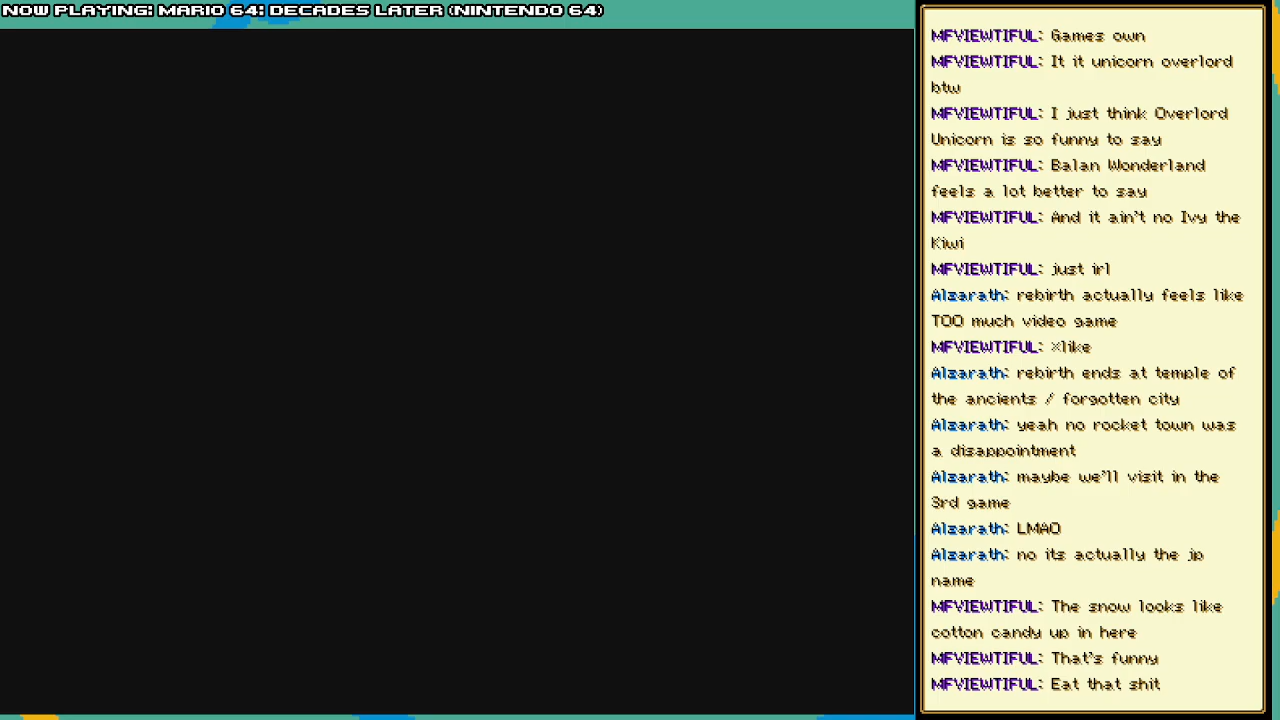 NOW PLAYING: MARIO 64: DECADES LATER (NINTENDO 64)
MFVIEWTIFUL: Games own
MFVIEWTIFUL: It it unicorn overlord
btw
MFVIEWTIFUL: I just think Overlord
Unicorn is so funny to say
MFVIEWTIFUL: Balan Wonderland
feels a lot better to say
MFVIEWTIFUL: And it ain't no Ivy the
Kiwi
MFVIEWTIFUL: just irl
Alzarath: rebirth actually feels like
TOO much video game
MFVIEWTIFUL: Xlike
Alzarath: rebirth ends at temple of
the ancients / forgotten city
Alzarath: yeah no rocket town was
a disappointment
Alzarath: maybe we'll visit in the
3rd game
Alzarath: LMAO
Alzarath: no its actually the jp
name
MFVIEWTIFUL: The snow looks like
cotton candy up in here
MFVIEWTIFUL: That's funny
MFVIEWTIFUL: Eat that shit